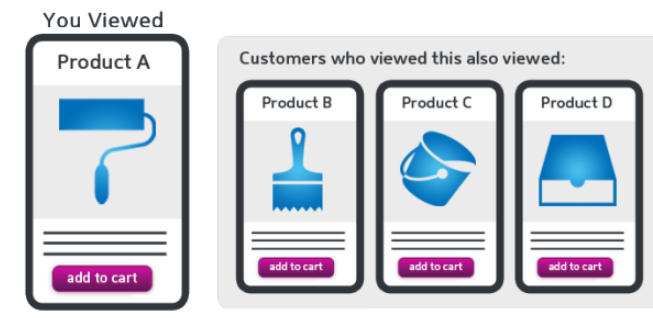 You Viewed
Product A
add to cart
Customers who viewed this also viewed:
Product B
add to cart
Product C
add to cart
Product D
add to cart